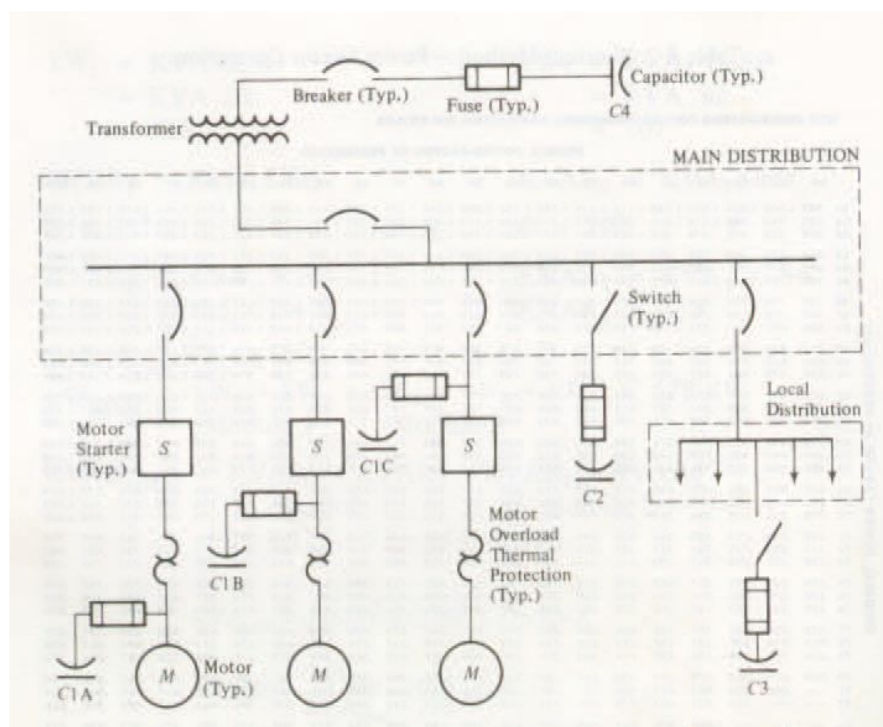 Breaker (Typ.)
Fuse (Typ.)
Capacitor (Typ.)
C4
Transformer
MAIN DISTRIBUTION
Switch
(Typ.)
Local
Distribution
Motor
Starter
(Typ.)
S
S
C1C
S
C2
C1B
Motor
Overload
Thermal
Protection
(Typ.)
C1A
M
Motor
(Typ.)
M
M
C3